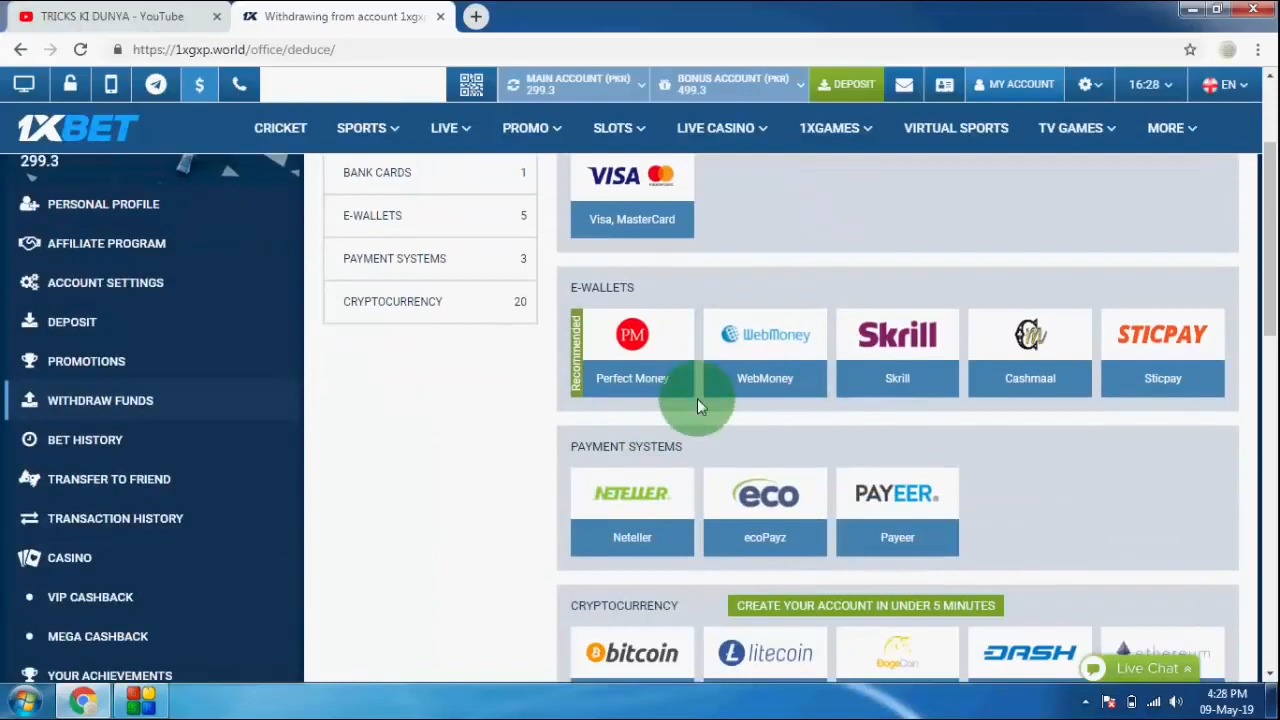 TRICKS KI DUNYA - YouTube
Withdrawing from account 1xgxp
https://1xgxp.world/office/deduce/
MAIN ACCOUNT (PKR)
299.3
BONUS ACCOUNT (PKR)
499.3
DEPOSIT
MY ACCOUNT
16:28
EN
1XBET
CRICKET
SPORTS
LIVE
PROMO
SLOTS
LIVE CASINO
1XGAMES
VIRTUAL SPORTS
TV GAMES
MORE
299.3
PERSONAL PROFILE
AFFILIATE PROGRAM
ACCOUNT SETTINGS
DEPOSIT
PROMOTIONS
WITHDRAW FUNDS
BET HISTORY
TRANSFER TO FRIEND
TRANSACTION HISTORY
CASINO
VIP CASHBACK
MEGA CASHBACK
YOUR ACHIEVEMENTS
BANK CARDS 1
E-WALLETS 5
PAYMENT SYSTEMS 3
CRYPTOCURRENCY 20
VISA MasterCard
Visa, MasterCard
E-WALLETS
Recommended
PM
Perfect Money
WebMoney
WebMoney
Skrill
Skrill
Cm
Cashmaal
STICPAY
Sticpay
PAYMENT SYSTEMS
NETELLER
Neteller
eco
ecoPayz
PAYEER
Payeer
CRYPTOCURRENCY
CREATE YOUR ACCOUNT IN UNDER 5 MINUTES
bitcoin
litecoin
DogeCoin
DASH
ethereum
Live Chat
4:28 PM
09-May-19